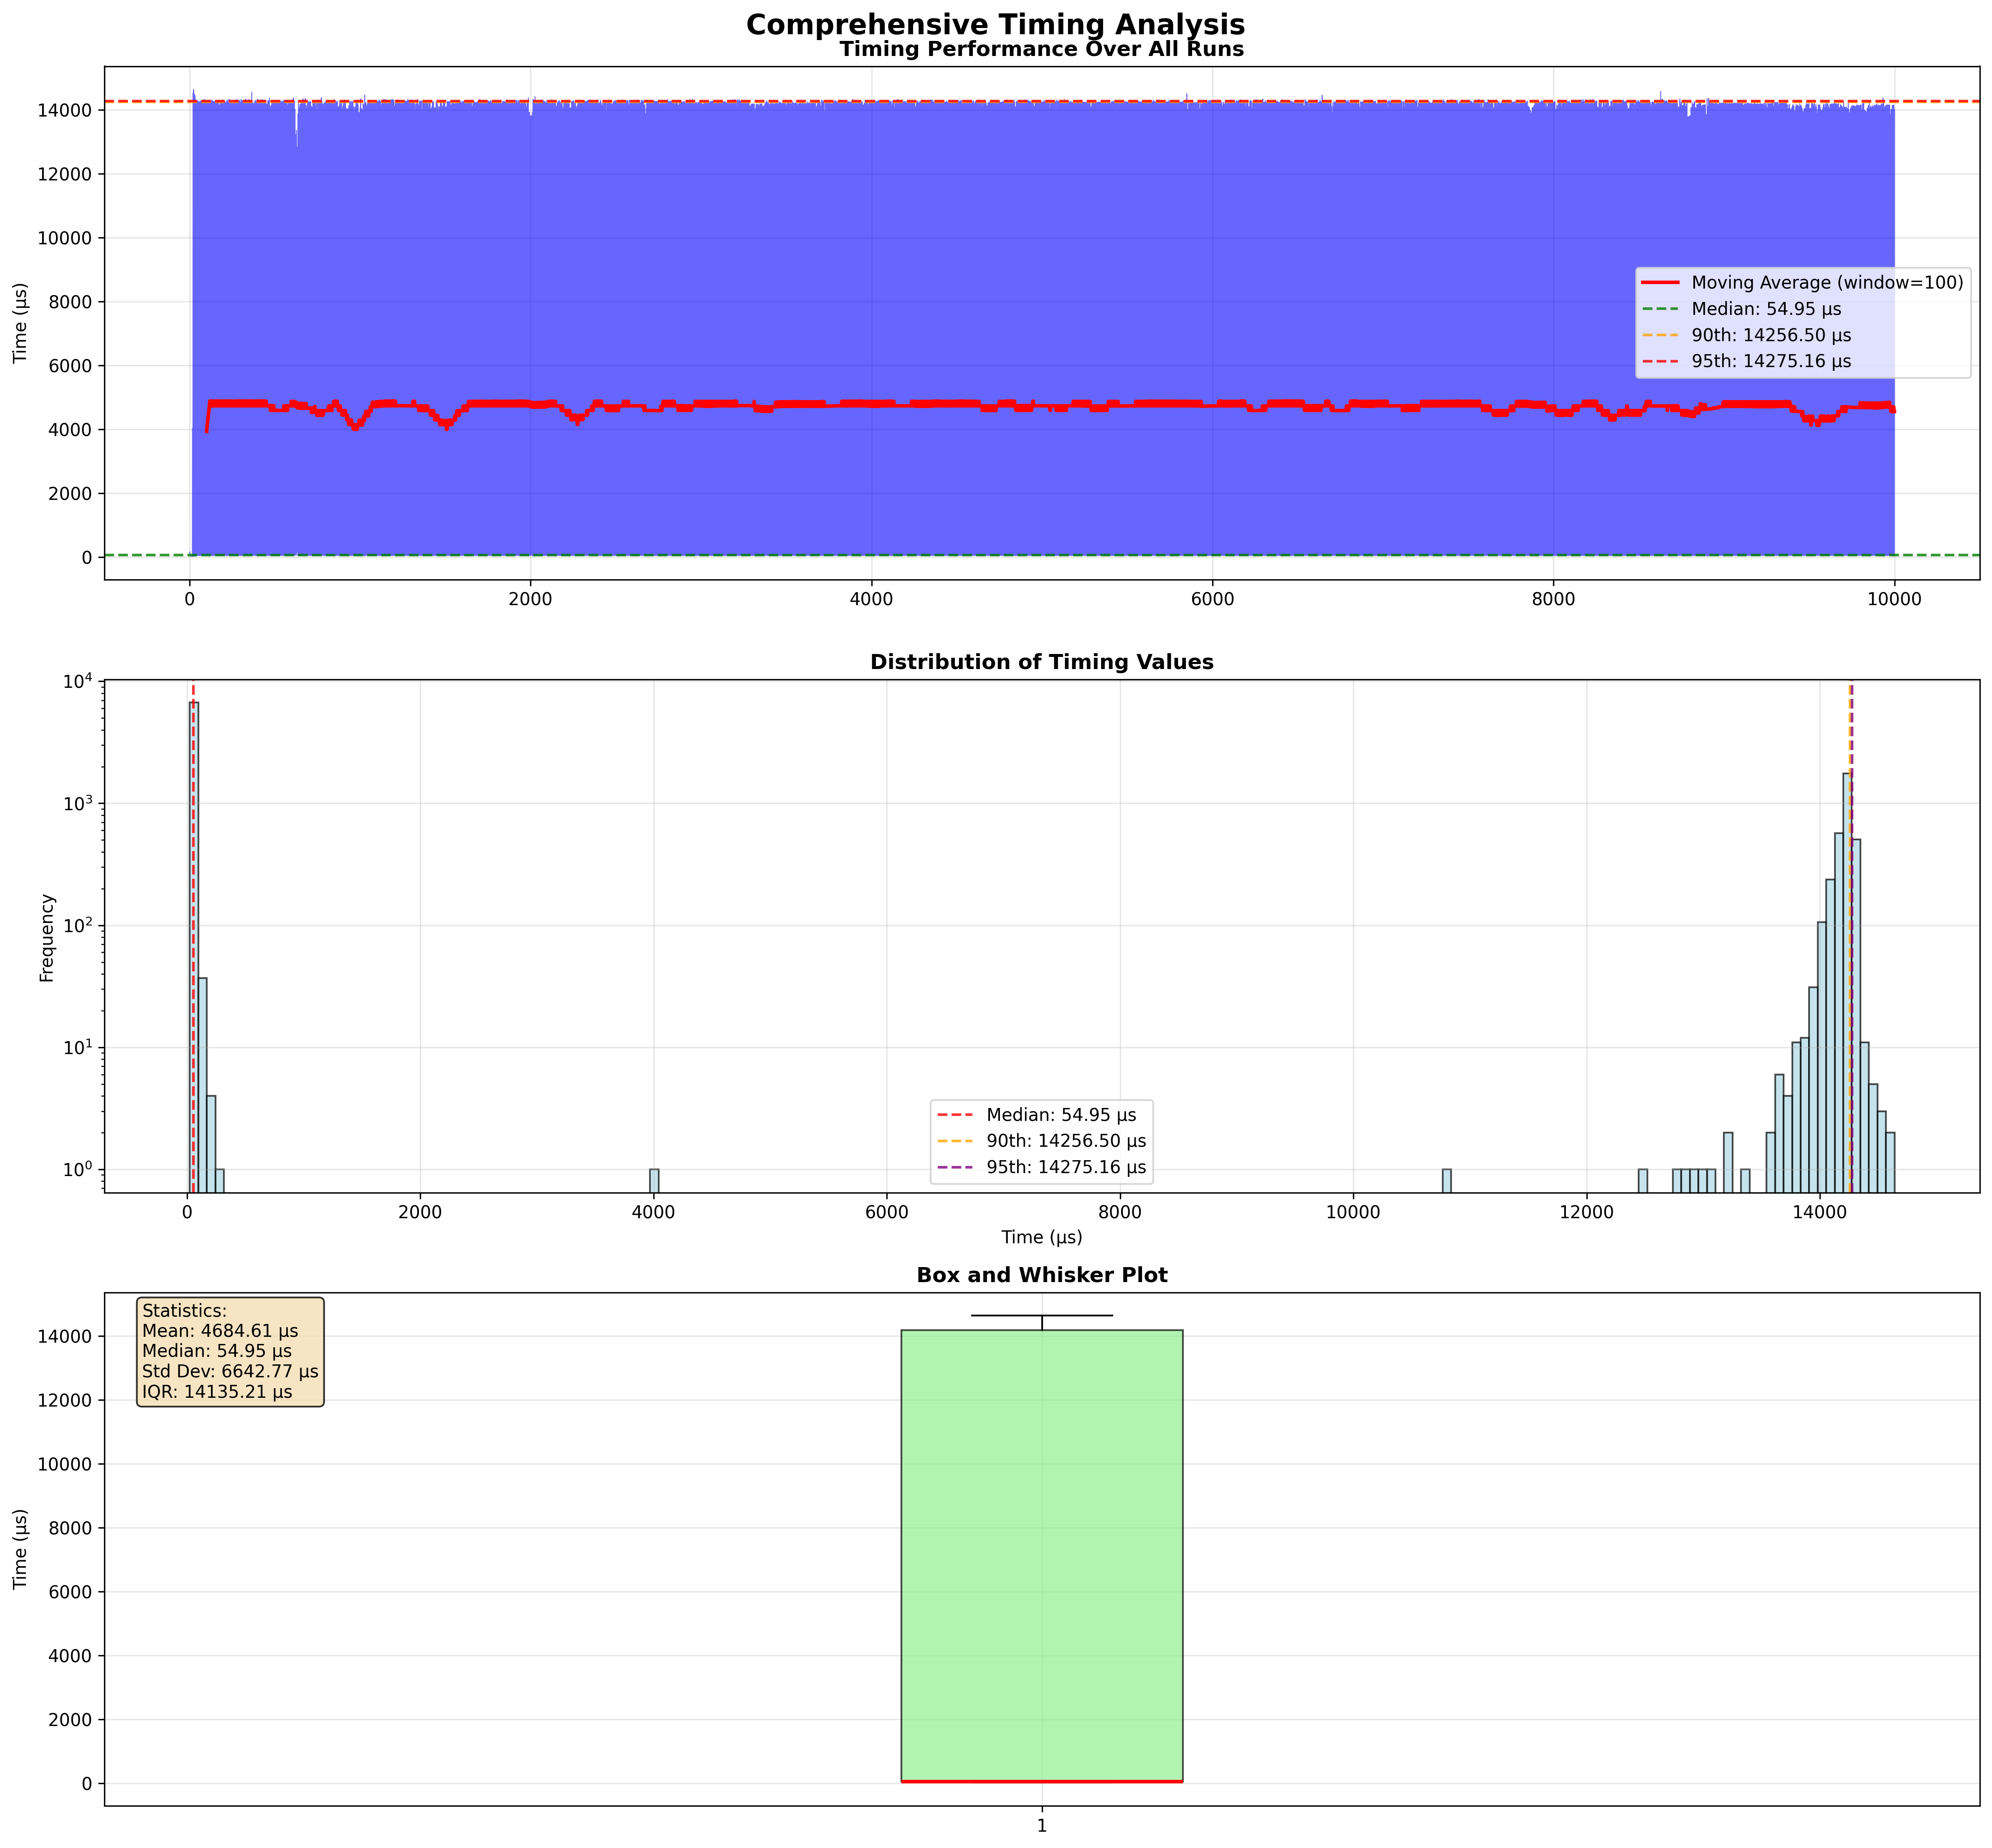 Comprehensive Timing Analysis
Timing Performance Over All Runs
14000
12000
10000
8000
6000
4000
2000
0
Time (μs)
Moving Average (window=100)
Median: 54.95 μs
90th: 14256.50 μs
95th: 14275.16 μs
0 2000 4000 6000 8000 10000
Distribution of Timing Values
10⁴
10³
10²
10¹
10⁰
Frequency
Median: 54.95 μs
90th: 14256.50 μs
95th: 14275.16 μs
0 2000 4000 6000 8000 10000 12000 14000
Time (μs)
Box and Whisker Plot
Statistics:
Mean: 4684.61 μs
Median: 54.95 μs
Std Dev: 6642.77 μs
IQR: 14135.21 μs
14000
12000
10000
8000
6000
4000
2000
0
Time (μs)
1